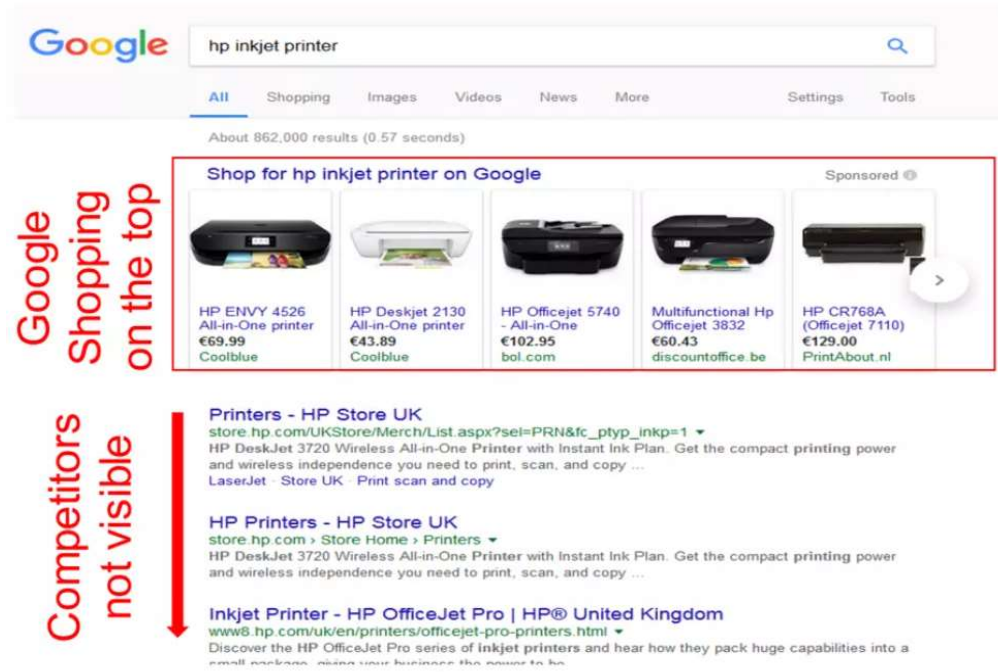 Google
hp inkjet printer
All Shopping Images Videos News More Settings Tools
About 862,000 results (0.57 seconds)
Google
Shopping
on the top
Shop for hp inkjet printer on Google Sponsored
HP ENVY 4526
All-in-One printer
€69.99
Coolblue
HP Deskjet 2130
All-in-One printer
€43.89
Coolblue
HP Officejet 5740
- All-in-One
€102.95
bol.com
Multifunctional Hp
Officejet 3832
€60.43
discountoffice.be
HP CR768A
(Officejet 7110)
€129.00
PrintAbout.nl
Competitors
not visible
Printers - HP Store UK
store.hp.com/UKStore/Merch/List.aspx?sel=PRN&fc_ptyp_inkp=1
HP DeskJet 3720 Wireless All-in-One Printer with Instant Ink Plan. Get the compact printing power
and wireless independence you need to print, scan, and copy ...
LaserJet · Store UK · Print scan and copy
HP Printers - HP Store UK
store.hp.com › Store Home › Printers
HP DeskJet 3720 Wireless All-in-One Printer with Instant Ink Plan. Get the compact printing power
and wireless independence you need to print, scan, and copy ...
Inkjet Printer - HP OfficeJet Pro | HP® United Kingdom
www8.hp.com/uk/en/printers/officejet-pro-printers.html
Discover the HP OfficeJet Pro series of inkjet printers and hear how they pack huge capabilities into a
small package, giving your business the power to be